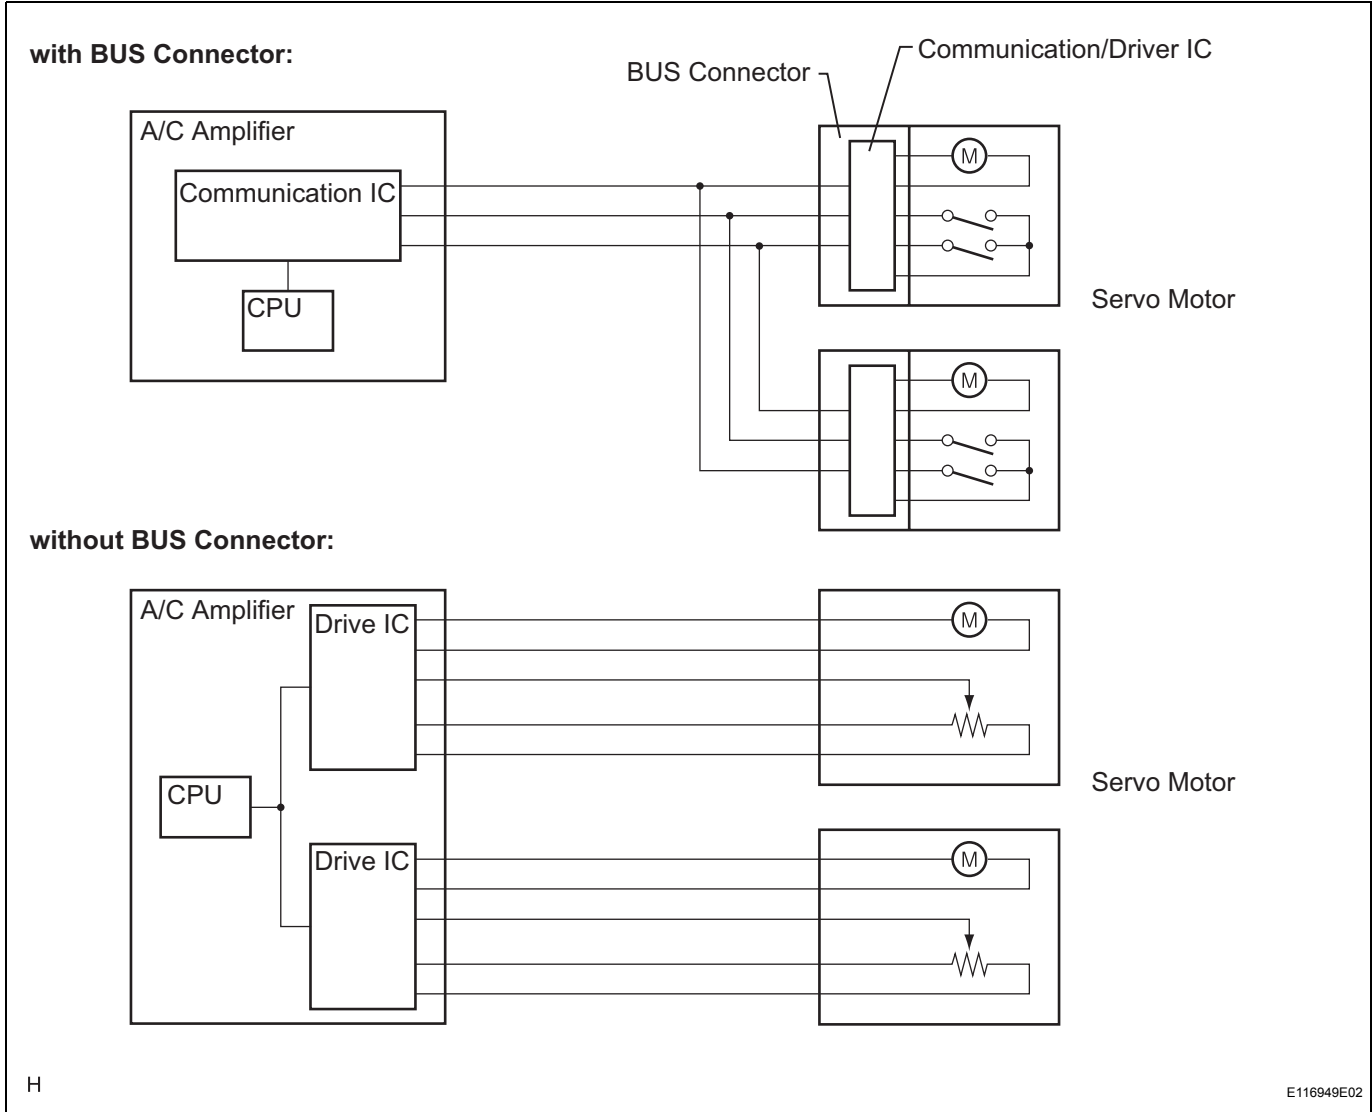 with BUS Connector:
Communication/Driver IC
BUS Connector
A/C Amplifier
Communication IC
CPU
M
Servo Motor
M
without BUS Connector:
A/C Amplifier
Drive IC
M
CPU
Servo Motor
Drive IC
M
H
E116949E02